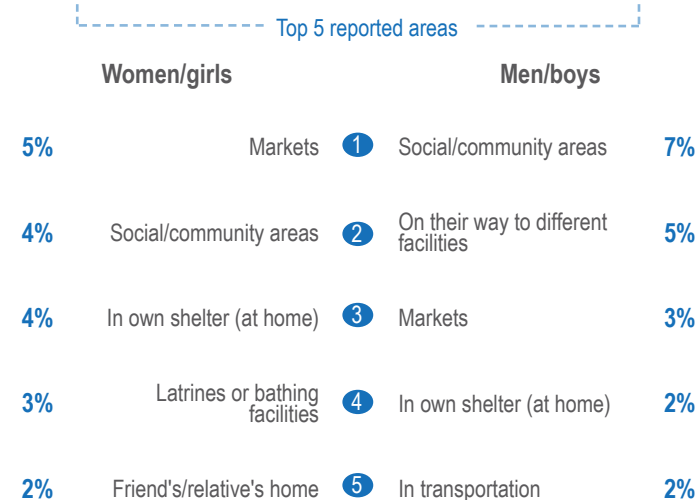 Top 5 reported areas
Women/girls Men/boys
5% Markets 1 Social/community areas 7%
4% Social/community areas 2 On their way to different
facilities 5%
4% In own shelter (at home) 3 Markets 3%
3% Latrines or bathing
facilities 4 In own shelter (at home) 2%
2% Friend's/relative's home 5 In transportation 2%